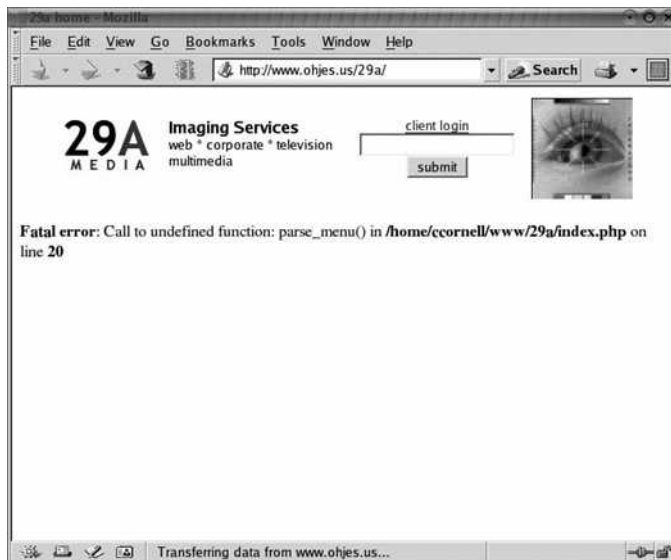 29a home - Mozilla
File Edit View Go Bookmarks Tools Window Help
http://www.ohjes.us/29a/ Search
29A
MEDIA
Imaging Services
web * corporate * television
multimedia
client login
submit
Fatal error: Call to undefined function: parse_menu() in /home/ccornell/www/29a/index.php on
line 20
Transferring data from www.ohjes.us...